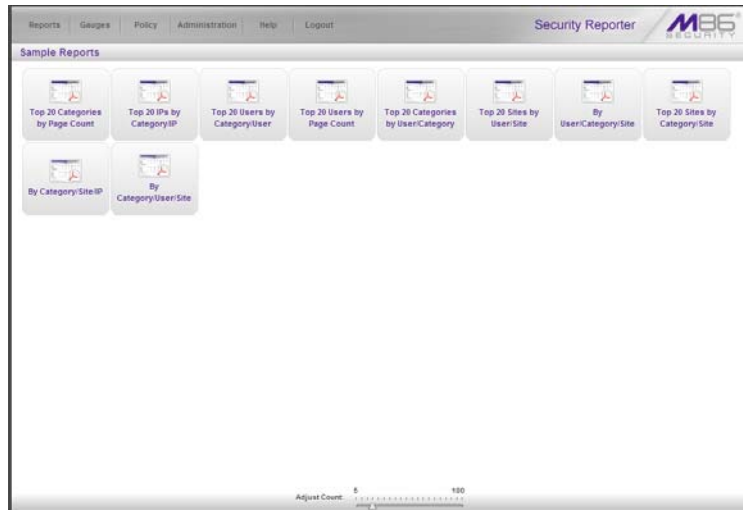 Reports Gauges Policy Administration Help Logout Security Reporter M86 SECURITY
Sample Reports
Top 20 Categories by Page Count
Top 20 IPs by Category/IP
Top 20 Users by Category/User
Top 20 Users by Page Count
Top 20 Categories by User/Category
Top 20 Sites by User/Site
By User/Category/Site
Top 20 Sites by Category/Site
By Category/Site/IP
By Category/User/Site
Adjust Count 5 100